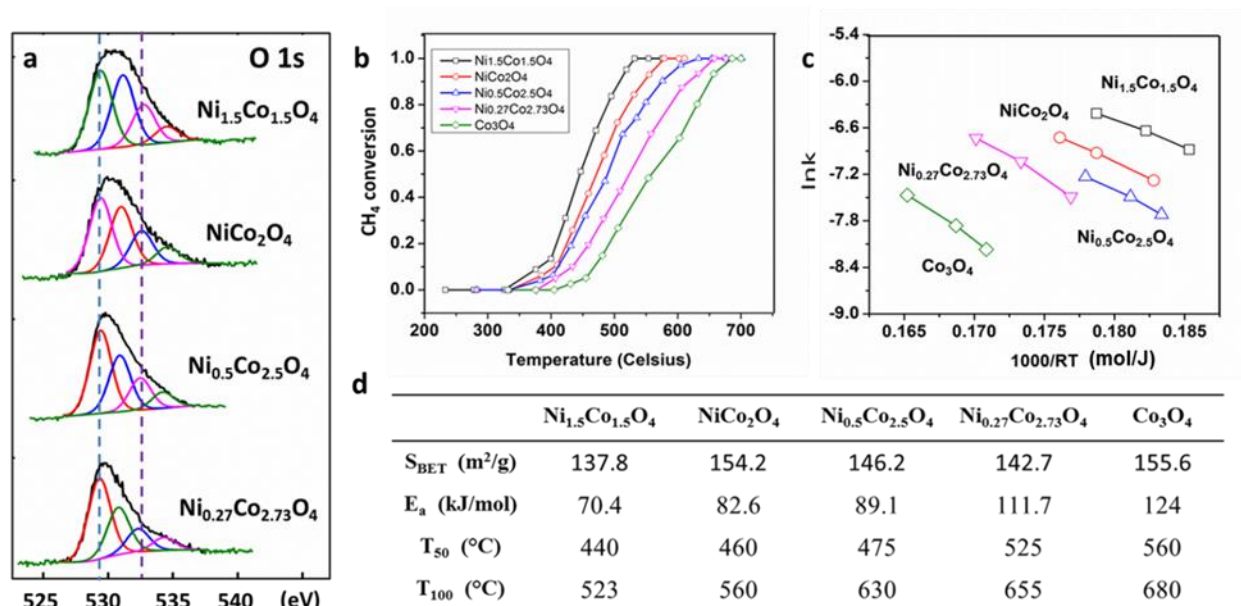 a
O 1s
Ni1.5Co1.5O4
NiCo2O4
Ni0.5Co2.5O4
Ni0.27Co2.73O4
525 530 535 540 (eV)
b
Ni1.5Co1.5O4
NiCo2O4
Ni0.5Co2.5O4
Ni0.27Co2.73O4
Co3O4
CH4 conversion
1.0
0.8
0.6
0.4
0.2
0.0
200 300 400 500 600 700
Temperature (Celsius)
c
lnk
-5.4
-6.0
-6.6
-7.2
-7.8
-8.4
-9.0
Ni1.5Co1.5O4
NiCo2O4
Ni0.27Co2.73O4
Ni0.5Co2.5O4
Co3O4
0.165 0.170 0.175 0.180 0.185
1000/RT (mol/J)
d
Ni1.5Co1.5O4 NiCo2O4 Ni0.5Co2.5O4 Ni0.27Co2.73O4 Co3O4
SBET (m2/g) 137.8 154.2 146.2 142.7 155.6
Ea (kJ/mol) 70.4 82.6 89.1 111.7 124
T50 (°C) 440 460 475 525 560
T100 (°C) 523 560 630 655 680